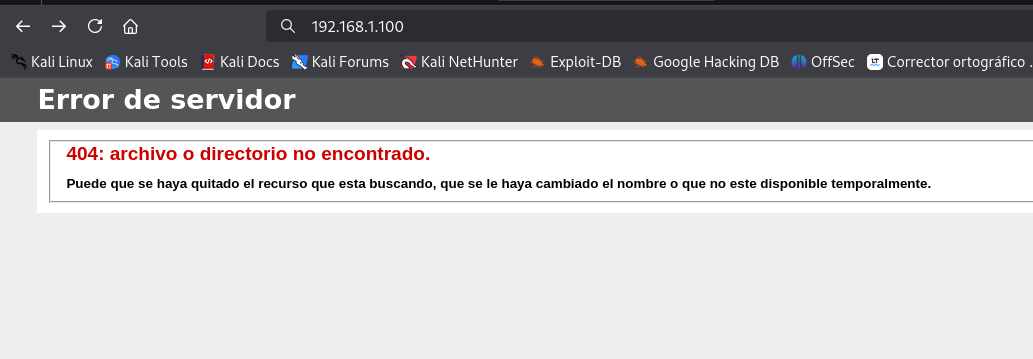 192.168.1.100
Kali Linux Kali Tools Kali Docs Kali Forums Kali NetHunter Exploit-DB Google Hacking DB OffSec Corrector ortográfico .
Error de servidor
404: archivo o directorio no encontrado.
Puede que se haya quitado el recurso que esta buscando, que se le haya cambiado el nombre o que no este disponible temporalmente.